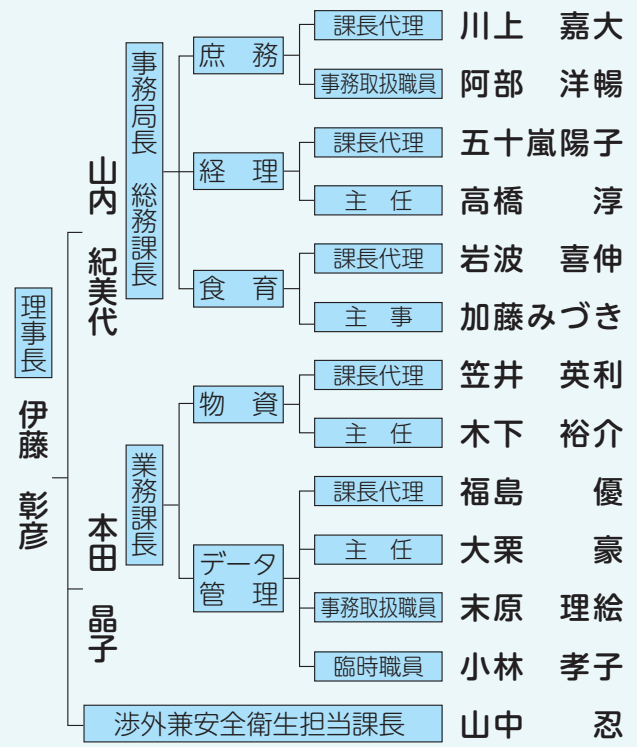 理事長
伊藤 彰彦
事務局長 総務課長
山内 紀美代
庶務
課長代理 川上 嘉大
事務取扱職員 阿部 洋暢
経理
課長代理 五十嵐陽子
主任 高橋 淳
食育
課長代理 岩波 喜伸
主事 加藤みづき
業務課長
本田 晶子
物資
課長代理 笠井 英利
主任 木下 裕介
データ
管理
課長代理 福島 優
主任 大栗 豪
事務取扱職員 末原 理絵
臨時職員 小林 孝子
渉外兼安全衛生担当課長 山中 忍